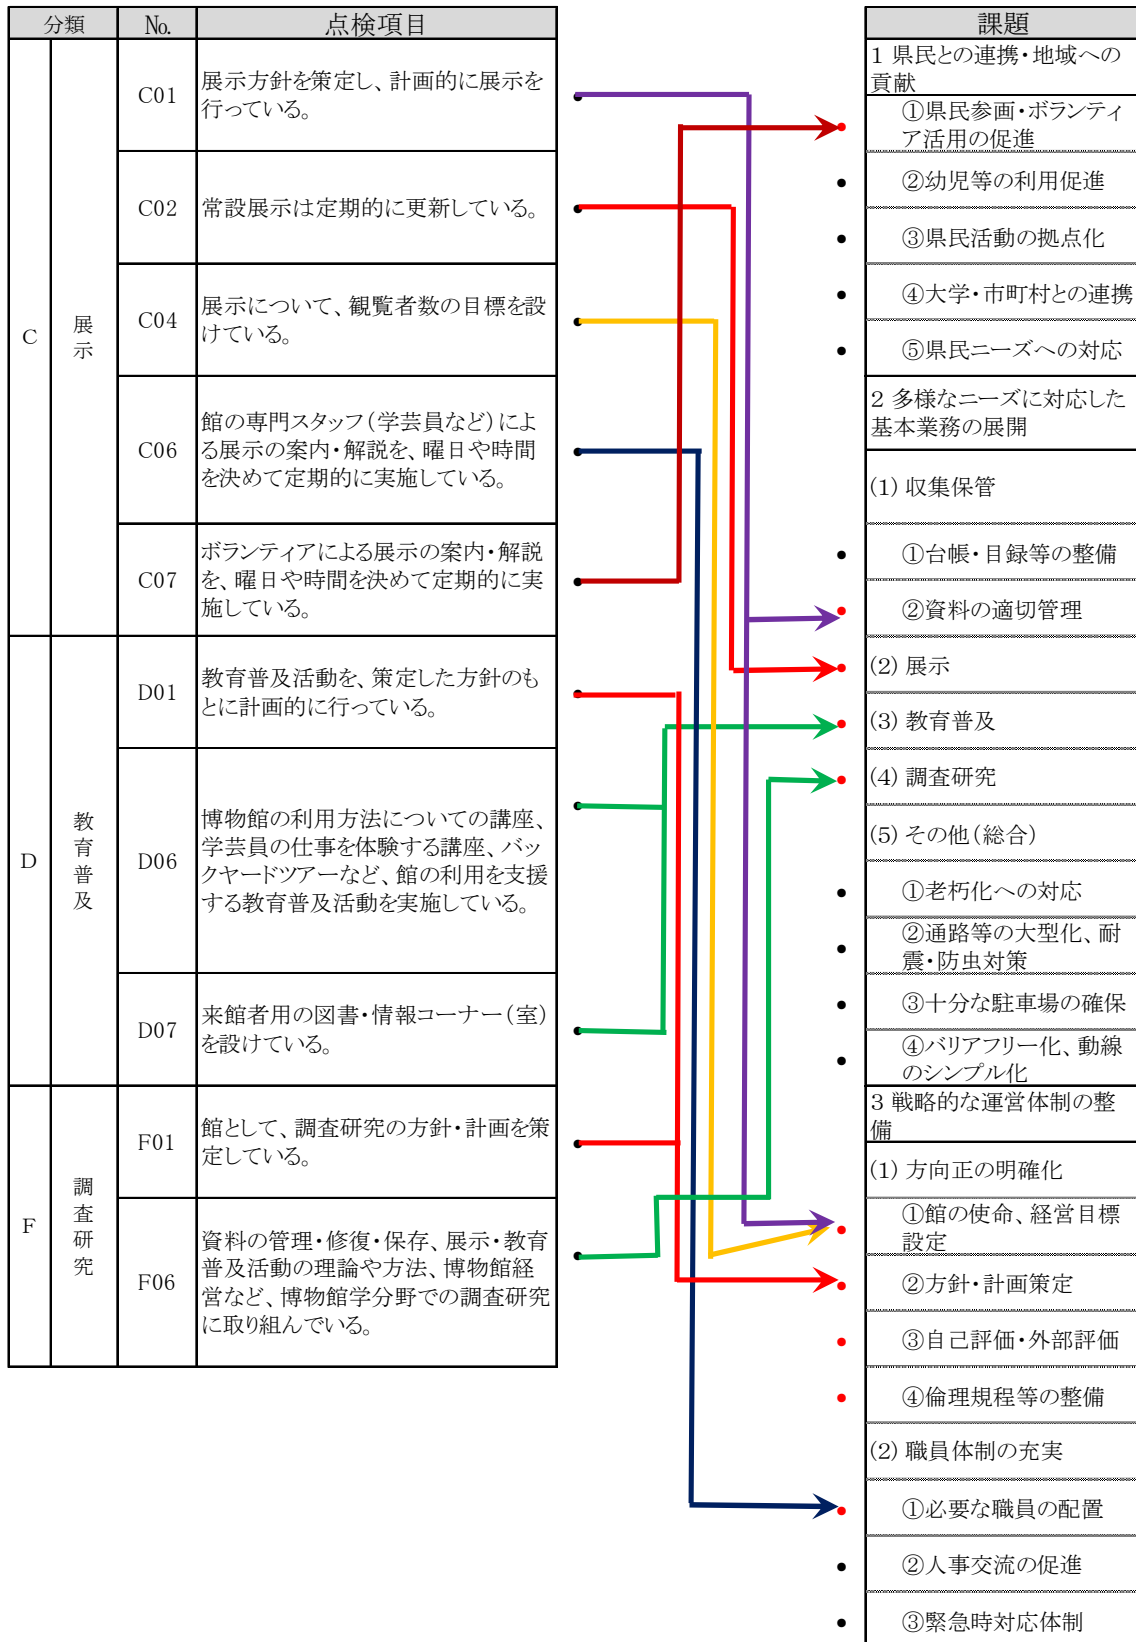 分類 No. 点検項目
C 展示
C01 展示方針を策定し、計画的に展示を
行っている。
C02 常設展示は定期的に更新している。
C04 展示について、観覧者数の目標を設
けている。
C06 館の専門スタッフ(学芸員など)によ
る展示の案内・解説を、曜日や時間
を決めて定期的に実施している。
C07 ボランティアによる展示の案内・解説
を、曜日や時間を決めて定期的に実
施している。
D 教育普及
D01 教育普及活動を、策定した方針のも
とに計画的に行っている。
D06 博物館の利用方法についての講座、
学芸員の仕事を体験する講座、バッ
クヤードツアーなど、館の利用を支援
する教育普及活動を実施している。
D07 来館者用の図書・情報コーナー(室)
を設けている。
F 調査研究
F01 館として、調査研究の方針・計画を策
定している。
F06 資料の管理・修復・保存、展示・教育
普及活動の理論や方法、博物館経
営など、博物館学分野での調査研究
に取り組んでいる。
課題
1 県民との連携・地域への
貢献
①県民参画・ボランティ
ア活用の促進
②幼児等の利用促進
③県民活動の拠点化
④大学・市町村との連携
⑤県民ニーズへの対応
2 多様なニーズに対応した
基本業務の展開
(1) 収集保管
①台帳・目録等の整備
②資料の適切管理
(2) 展示
(3) 教育普及
(4) 調査研究
(5) その他(総合)
①老朽化への対応
②通路等の大型化、耐
震・防虫対策
③十分な駐車場の確保
④バリアフリー化、動線
のシンプル化
3 戦略的な運営体制の整
備
(1) 方向正の明確化
①館の使命、経営目標
設定
②方針・計画策定
③自己評価・外部評価
④倫理規程等の整備
(2) 職員体制の充実
①必要な職員の配置
②人事交流の促進
③緊急時対応体制